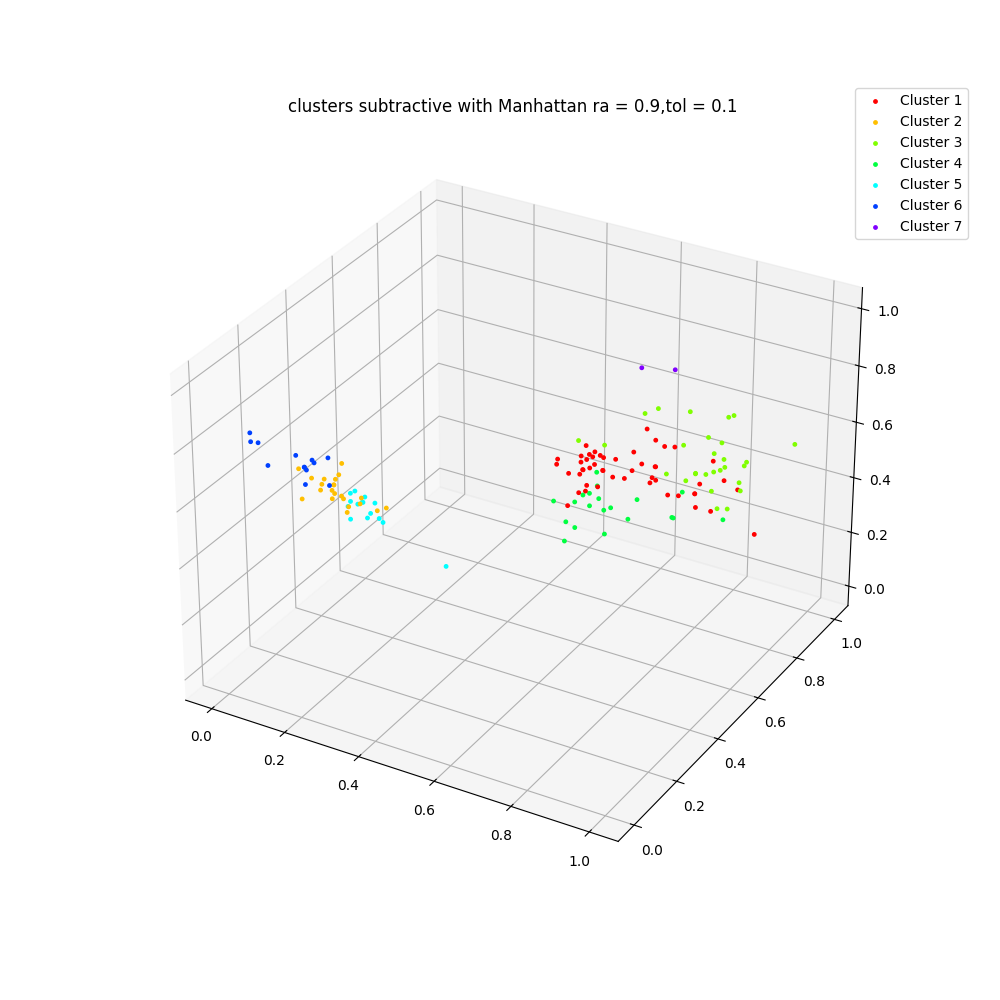 clusters subtractive with Manhattan ra = 0.9,tol = 0.1
Cluster 1
Cluster 2
Cluster 3
Cluster 4
Cluster 5
Cluster 6
Cluster 7
1.0
0.8
0.6
0.4
0.2
0.0
1.0
0.8
0.6
0.4
0.2
0.0
0.0
0.2
0.4
0.6
0.8
1.0